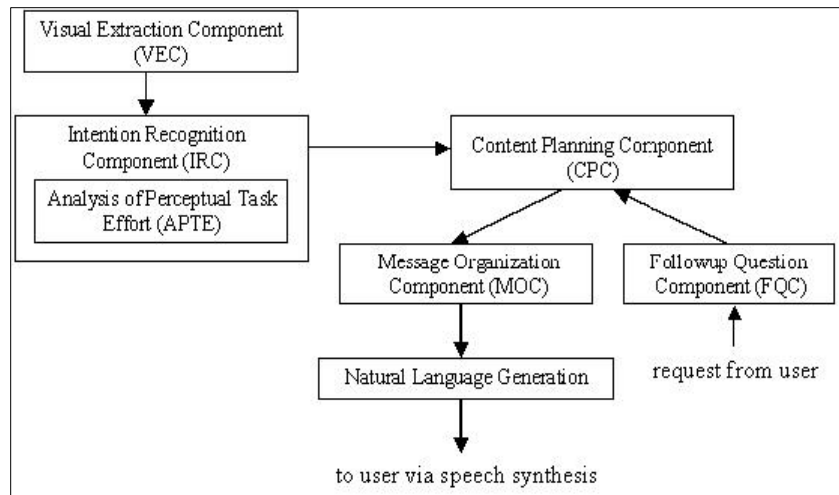 Visual Extraction Component
(VEC)
Intention Recognition
Component (IRC)
Analysis of Perceptual Task
Effort (APTE)
Content Planning Component
(CPC)
Message Organization
Component (MOC)
Followup Question
Component (FQC)
Natural Language Generation
request from user
to user via speech synthesis